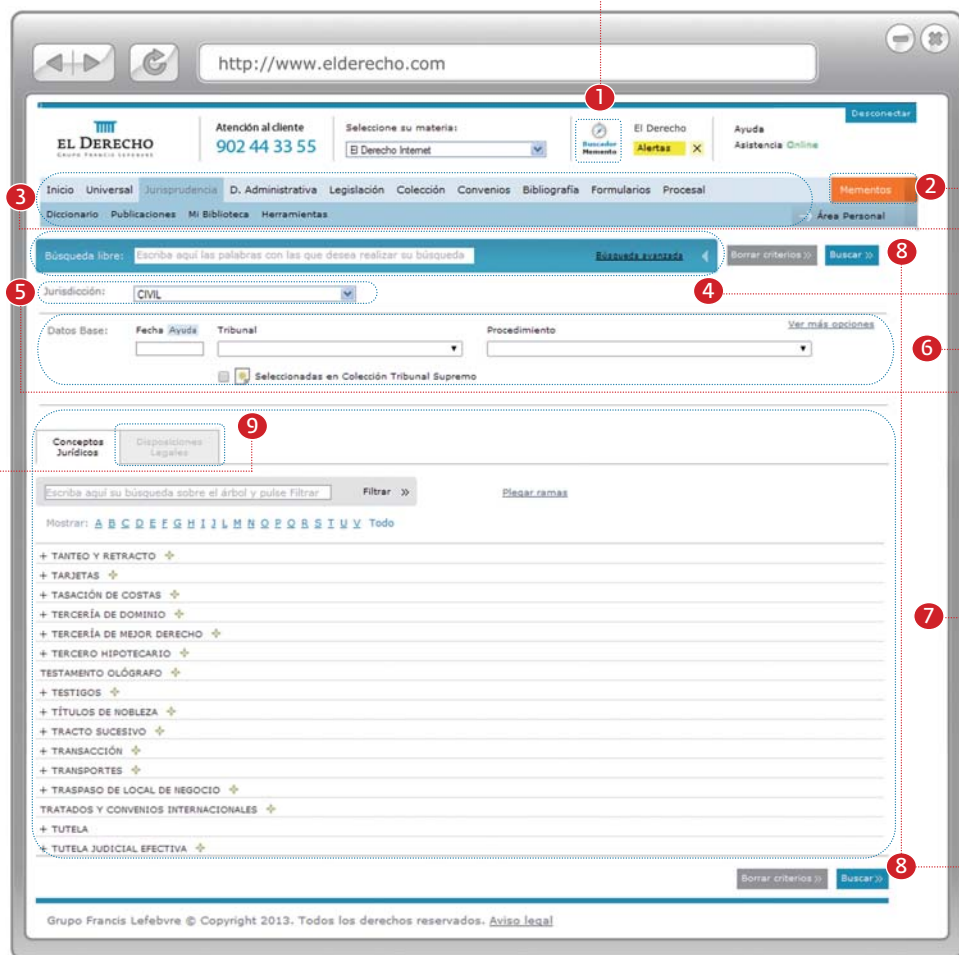 http://www.elderecho.com
1
Desconectar
EL DERECHO
GRUPO FRANCIS LEFEBVRE
Atención al cliente
902 44 33 55
Seleccione su materia:
El Derecho Internet
Buscador
Memento
El Derecho
Alertas X
Ayuda
Asistencia Online
3
Inicio Universal Jurisprudencia D. Administrativa Legislación Colección Convenios Bibliografía Formularios Procesal
Mementos
2
Diccionario Publicaciones Mi Biblioteca Herramientas
Área Personal
Búsqueda libre: Escriba aquí las palabras con las que desea realizar su búsqueda
Búsqueda avanzada
Borrar criterios »
Buscar »
8
4
5
Jurisdicción: CIVIL
Datos Base: Fecha Ayuda Tribunal Procedimiento Ver más opciones
6
Seleccionadas en Colección Tribunal Supremo
9
Conceptos
Jurídicos
Disposiciones
Legales
Escriba aquí su búsqueda sobre el árbol y pulse Filtrar Filtrar » Plegar ramas
Mostrar: A B C D E F G H I J L M N O P Q R S T U V Todo
+ TANTEO Y RETRACTO
+ TARJETAS
+ TASACIÓN DE COSTAS
+ TERCERÍA DE DOMINIO
+ TERCERÍA DE MEJOR DERECHO
7
+ TERCERO HIPOTECARIO
TESTAMENTO OLÓGRAFO
+ TESTIGOS
+ TÍTULOS DE NOBLEZA
+ TRACTO SUCESIVO
+ TRANSACCIÓN
+ TRANSPORTES
+ TRASPASO DE LOCAL DE NEGOCIO
TRATADOS Y CONVENIOS INTERNACIONALES
+ TUTELA
+ TUTELA JUDICIAL EFECTIVA
Borrar criterios »
Buscar »
8
Grupo Francis Lefebvre © Copyright 2013. Todos los derechos reservados. Aviso legal